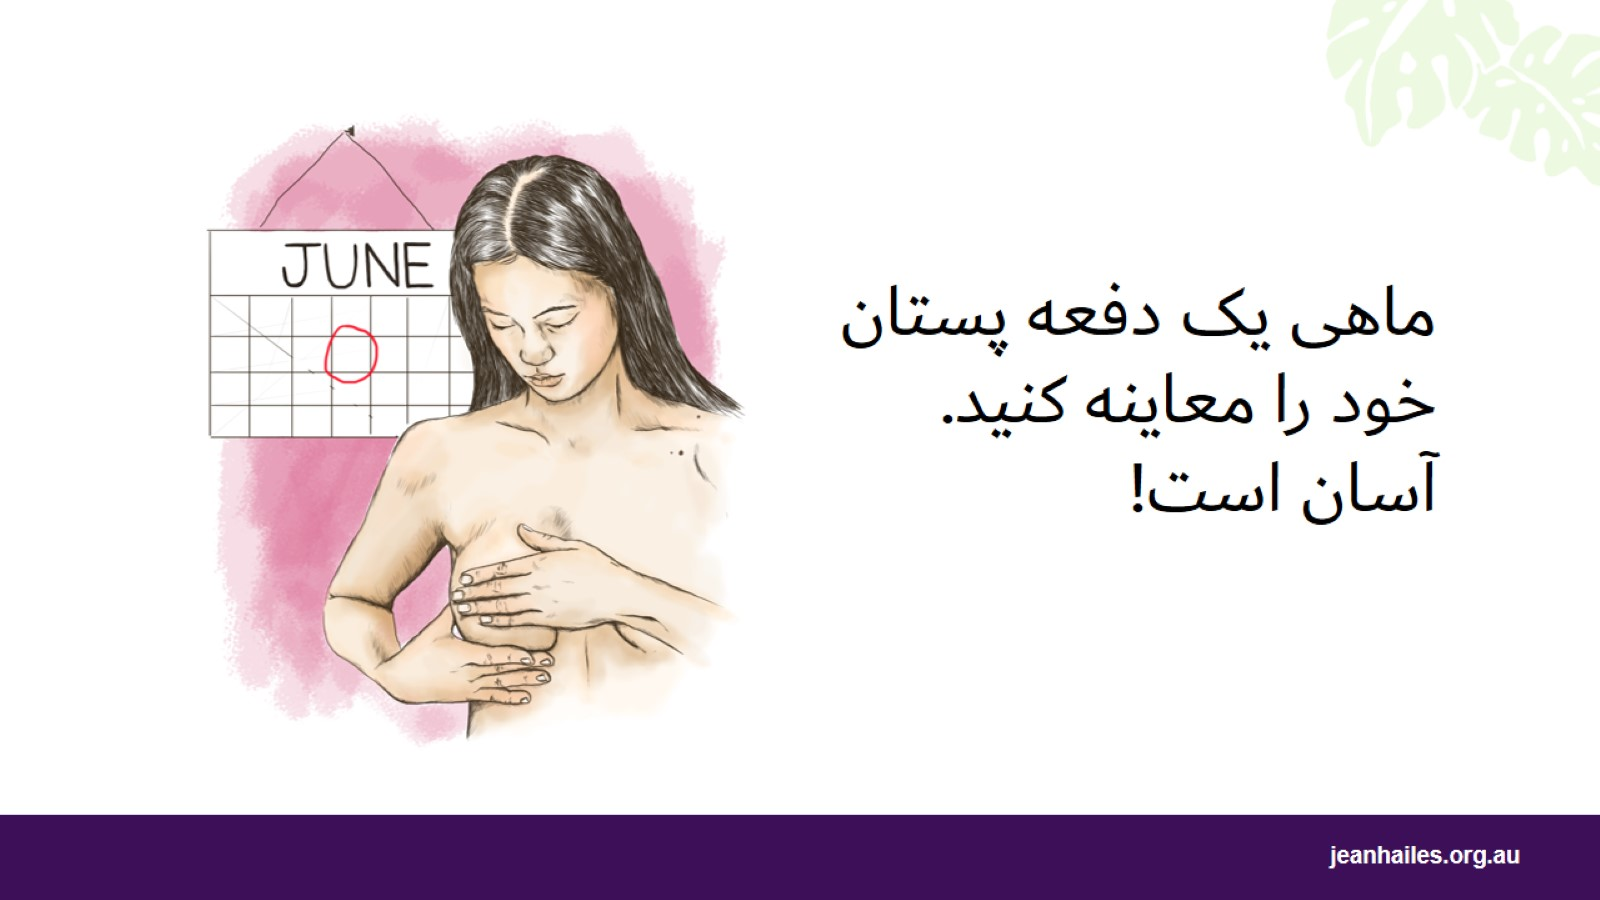 JUNE
ماهی یک دفعه پستان
خود را معاینه کنید.
آسان است!
jeanhailes.org.au